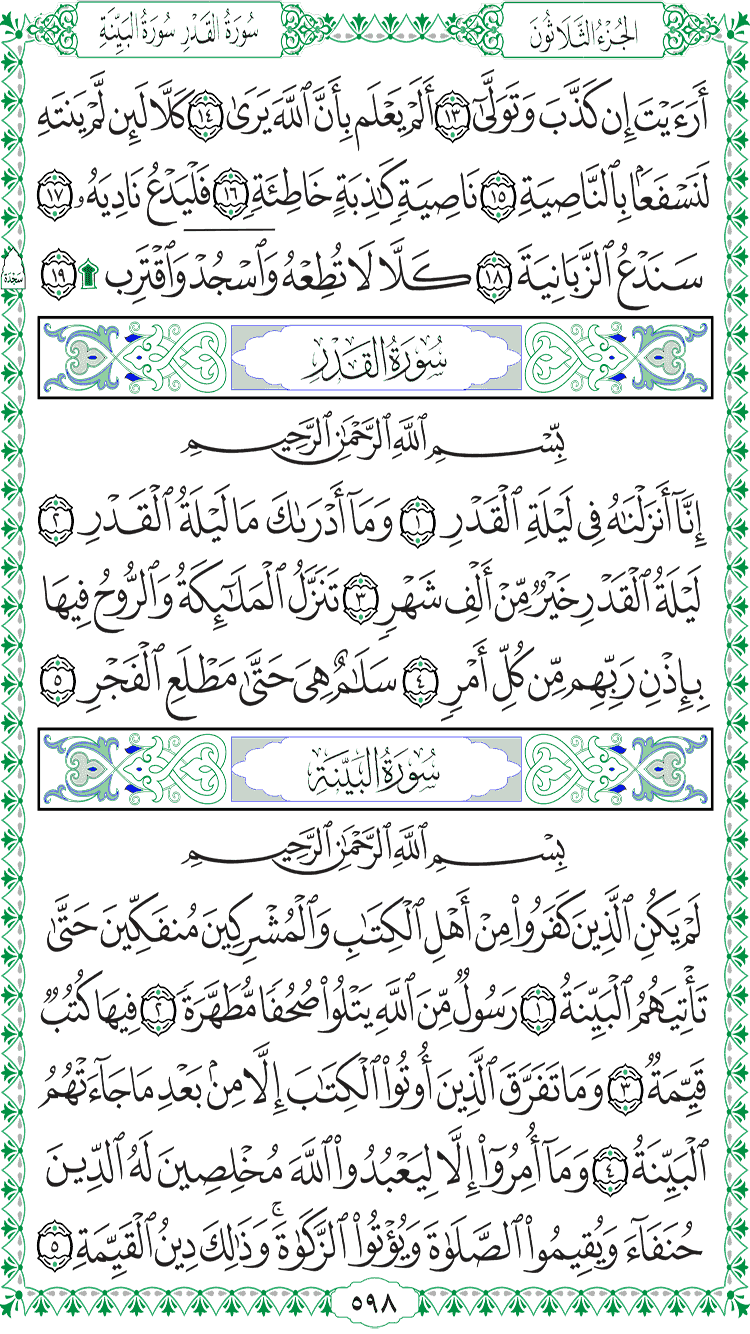 الجُزْءُ الثَّلَاثُونَ
سُورَةُ القَدْرِ سُورَةُ البَيِّنَةِ
أَرَءَيْتَ إِن كَذَّبَ وَتَوَلَّىٰٓ ١٣ أَلَمْ يَعْلَم بِأَنَّ ٱللَّهَ يَرَىٰ ١٤ كَلَّا لَئِن لَّمْ يَنتَهِ
لَنَسْفَعَۢا بِٱلنَّاصِيَةِ ١٥ نَاصِيَةٍ كَٰذِبَةٍ خَاطِئَةٍ ١٦ فَلْيَدْعُ نَادِيَهُۥ ١٧
سَنَدْعُ ٱلزَّبَانِيَةَ ١٨ كَلَّا لَا تُطِعْهُ وَٱسْجُدْ وَٱقْتَرِب ۩ ١٩
سَجْدَة
سُورَةُ القَدْرِ
بِسْمِ ٱللَّهِ ٱلرَّحْمَٰنِ ٱلرَّحِيمِ
إِنَّآ أَنزَلْنَٰهُ فِى لَيْلَةِ ٱلْقَدْرِ ١ وَمَآ أَدْرَىٰكَ مَا لَيْلَةُ ٱلْقَدْرِ ٢
لَيْلَةُ ٱلْقَدْرِ خَيْرٌ مِّنْ أَلْفِ شَهْرٍ ٣ تَنَزَّلُ ٱلْمَلَٰٓئِكَةُ وَٱلرُّوحُ فِيهَا
بِإِذْنِ رَبِّهِم مِّن كُلِّ أَمْرٍ ٤ سَلَٰمٌ هِىَ حَتَّىٰ مَطْلَعِ ٱلْفَجْرِ ٥
سُورَةُ البَيِّنَةِ
بِسْمِ ٱللَّهِ ٱلرَّحْمَٰنِ ٱلرَّحِيمِ
لَمْ يَكُنِ ٱلَّذِينَ كَفَرُوا۟ مِنْ أَهْلِ ٱلْكِتَٰبِ وَٱلْمُشْرِكِينَ مُنفَكِّينَ حَتَّىٰ
تَأْتِيَهُمُ ٱلْبَيِّنَةُ ١ رَسُولٌ مِّنَ ٱللَّهِ يَتْلُوا۟ صُحُفًا مُّطَهَّرَةً ٢ فِيهَا كُتُبٌ
قَيِّمَةٌ ٣ وَمَا تَفَرَّقَ ٱلَّذِينَ أُوتُوا۟ ٱلْكِتَٰبَ إِلَّا مِنۢ بَعْدِ مَا جَآءَتْهُمُ
ٱلْبَيِّنَةُ ٤ وَمَآ أُمِرُوٓا۟ إِلَّا لِيَعْبُدُوا۟ ٱللَّهَ مُخْلِصِينَ لَهُ ٱلدِّينَ
حُنَفَآءَ وَيُقِيمُوا۟ ٱلصَّلَوٰةَ وَيُؤْتُوا۟ ٱلزَّكَوٰةَ ۚ وَذَٰلِكَ دِينُ ٱلْقَيِّمَةِ ٥
٥٩٨